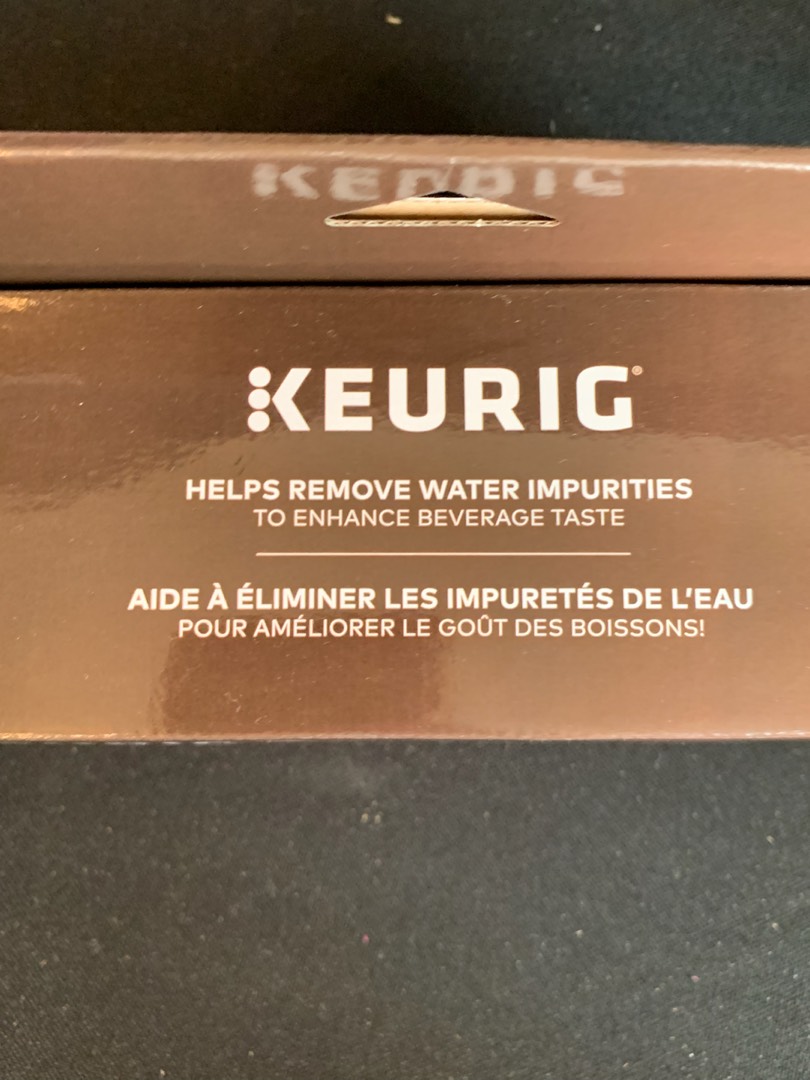 KEURIG®
HELPS REMOVE WATER IMPURITIES
TO ENHANCE BEVERAGE TASTE
AIDE À ÉLIMINER LES IMPURETÉS DE L'EAU
POUR AMÉLIORER LE GOÛT DES BOISSONS!